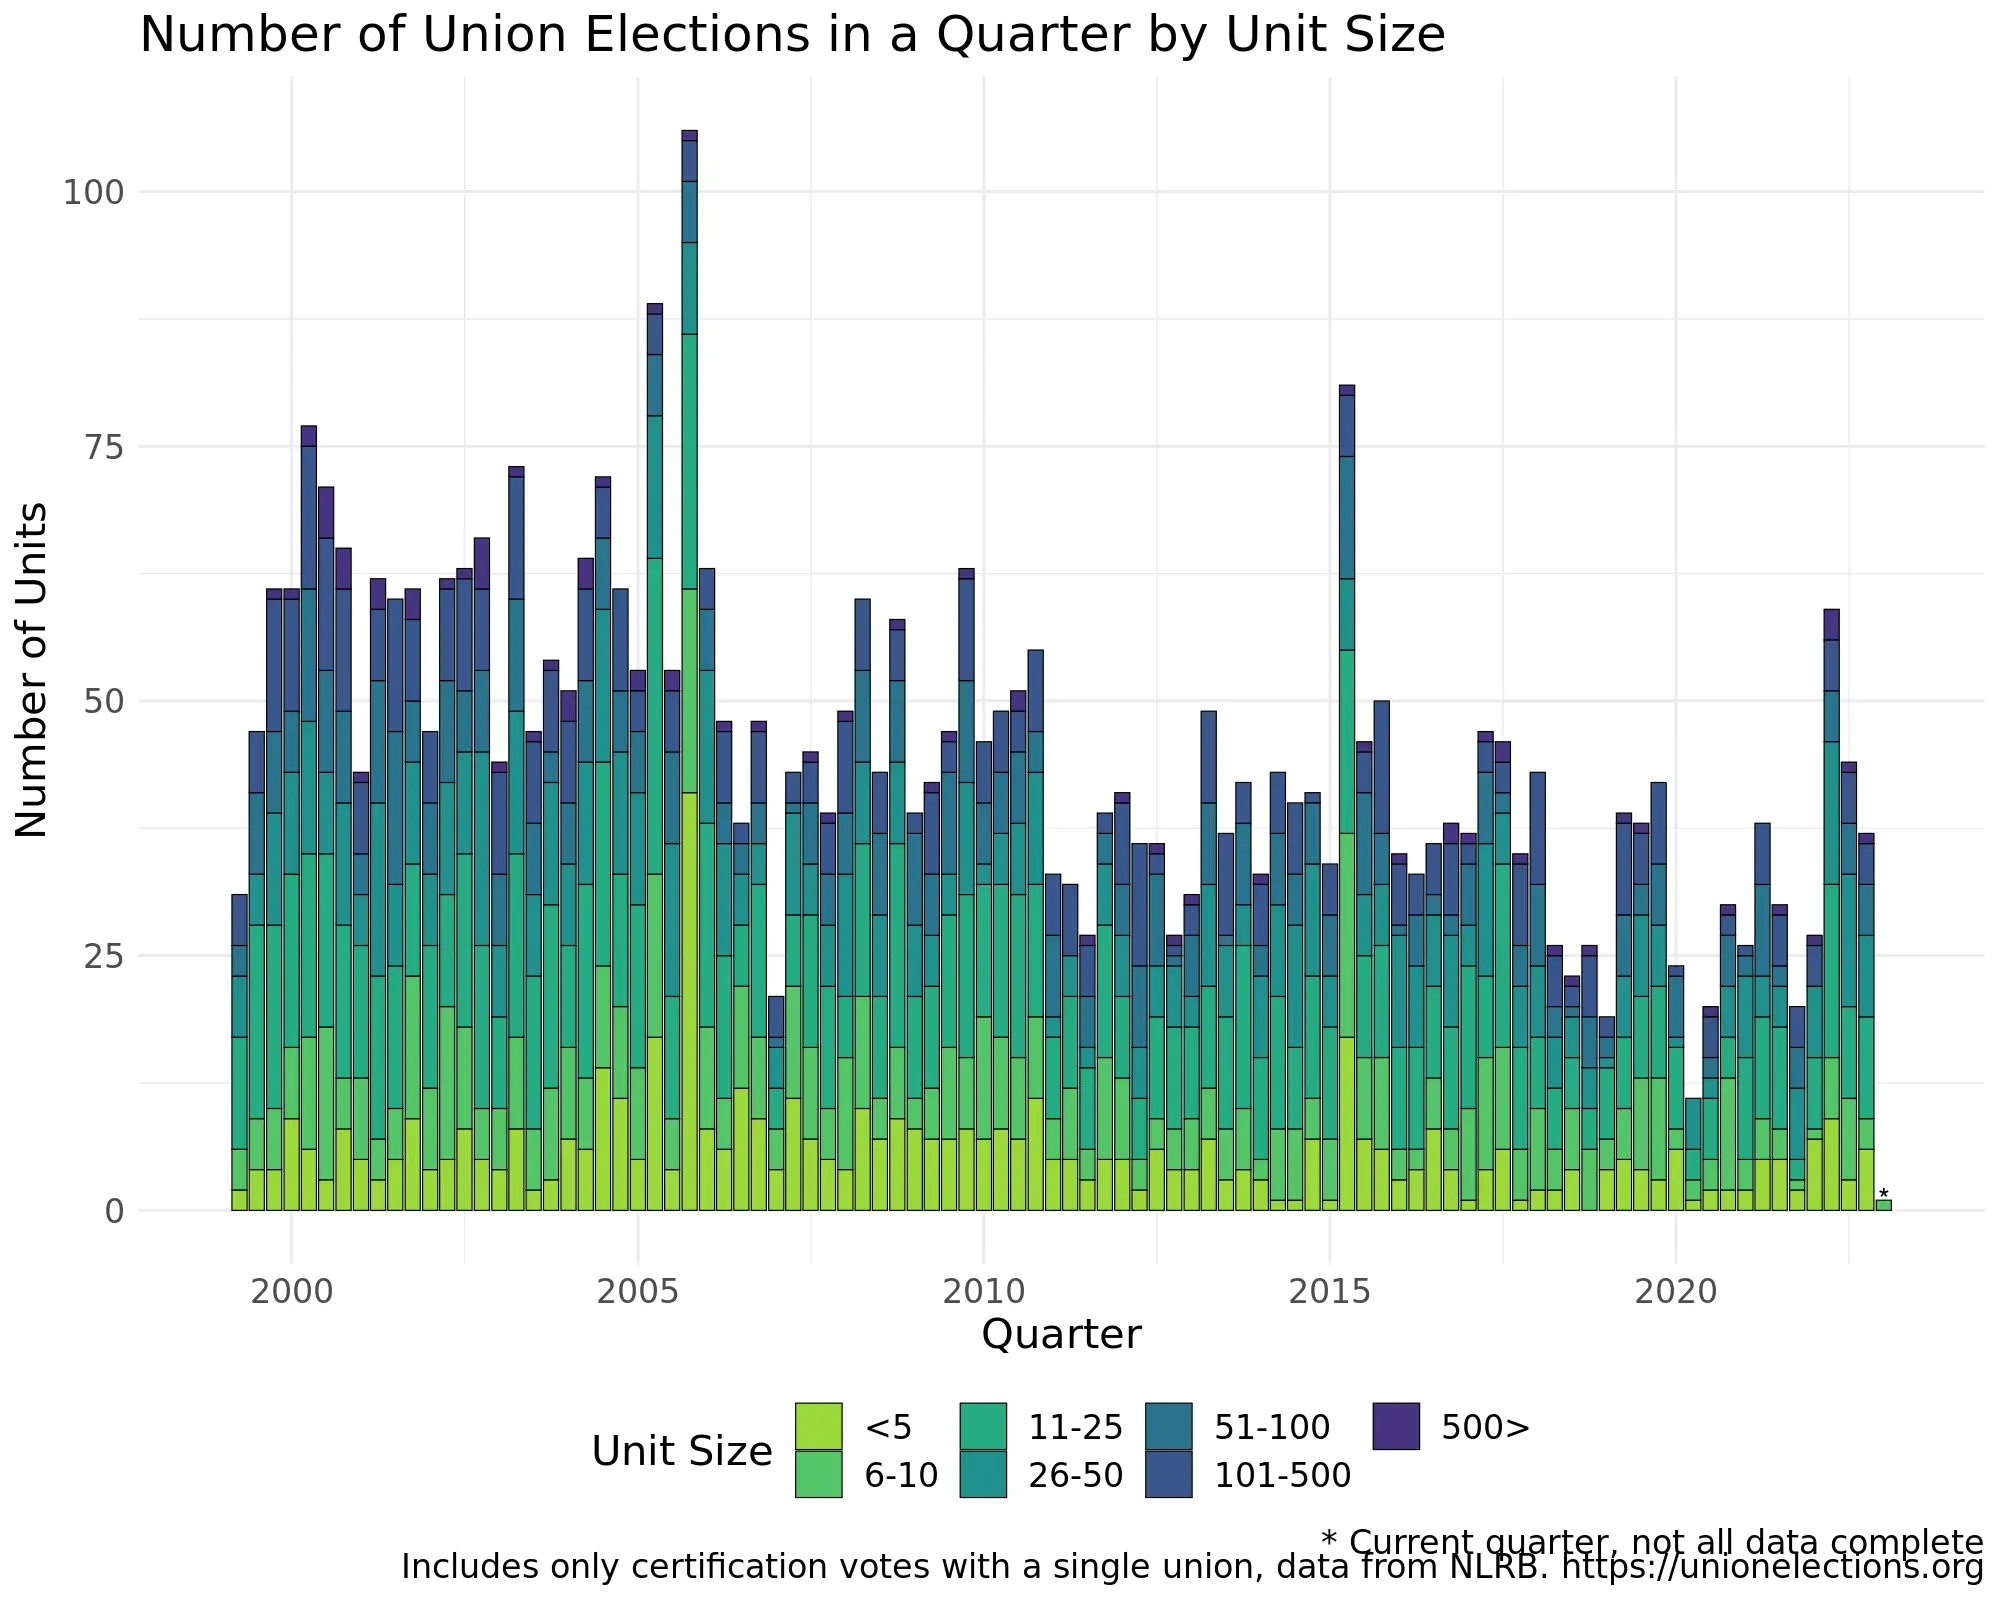 Number of Union Elections in a Quarter by Unit Size
Number of Units
100
75
50
25
0
*
2000 2005 2010 2015 2020
Quarter
Unit Size
<5 11-25 51-100 500>
6-10 26-50 101-500
* Current quarter, not all data complete
Includes only certification votes with a single union, data from NLRB. https://unionelections.org